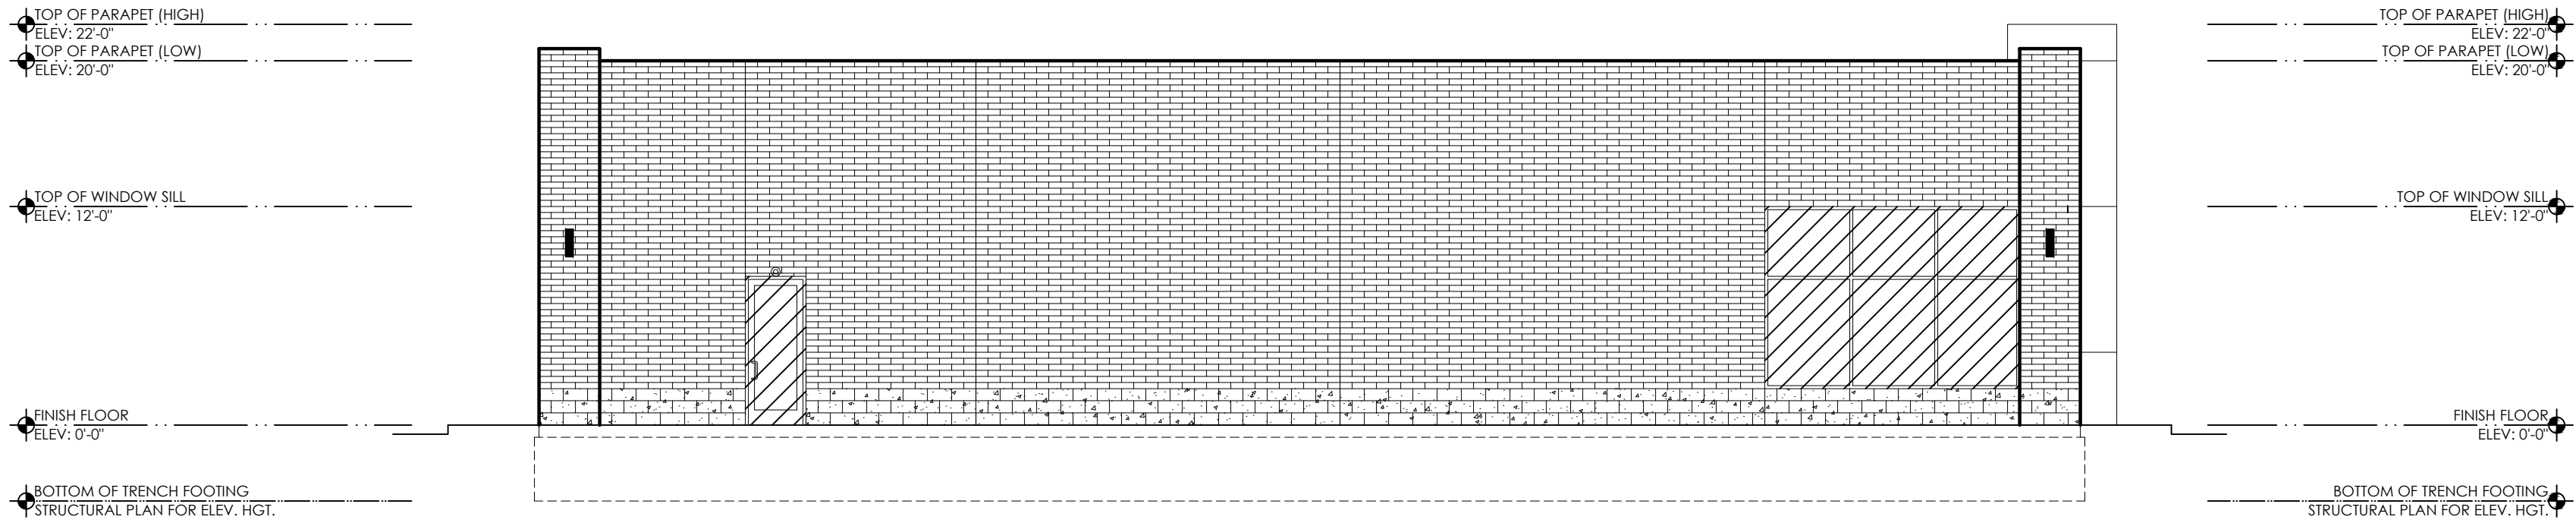 TOP OF PARAPET (HIGH)
ELEV: 22'-0"
TOP OF PARAPET (LOW)
ELEV: 20'-0"
TOP OF WINDOW SILL
ELEV: 12'-0"
FINISH FLOOR
ELEV: 0'-0"
BOTTOM OF TRENCH FOOTING
STRUCTURAL PLAN FOR ELEV. HGT.
TOP OF PARAPET (HIGH)
ELEV: 22'-0"
TOP OF PARAPET (LOW)
ELEV: 20'-0"
TOP OF WINDOW SILL
ELEV: 12'-0"
FINISH FLOOR
ELEV: 0'-0"
BOTTOM OF TRENCH FOOTING
STRUCTURAL PLAN FOR ELEV. HGT.